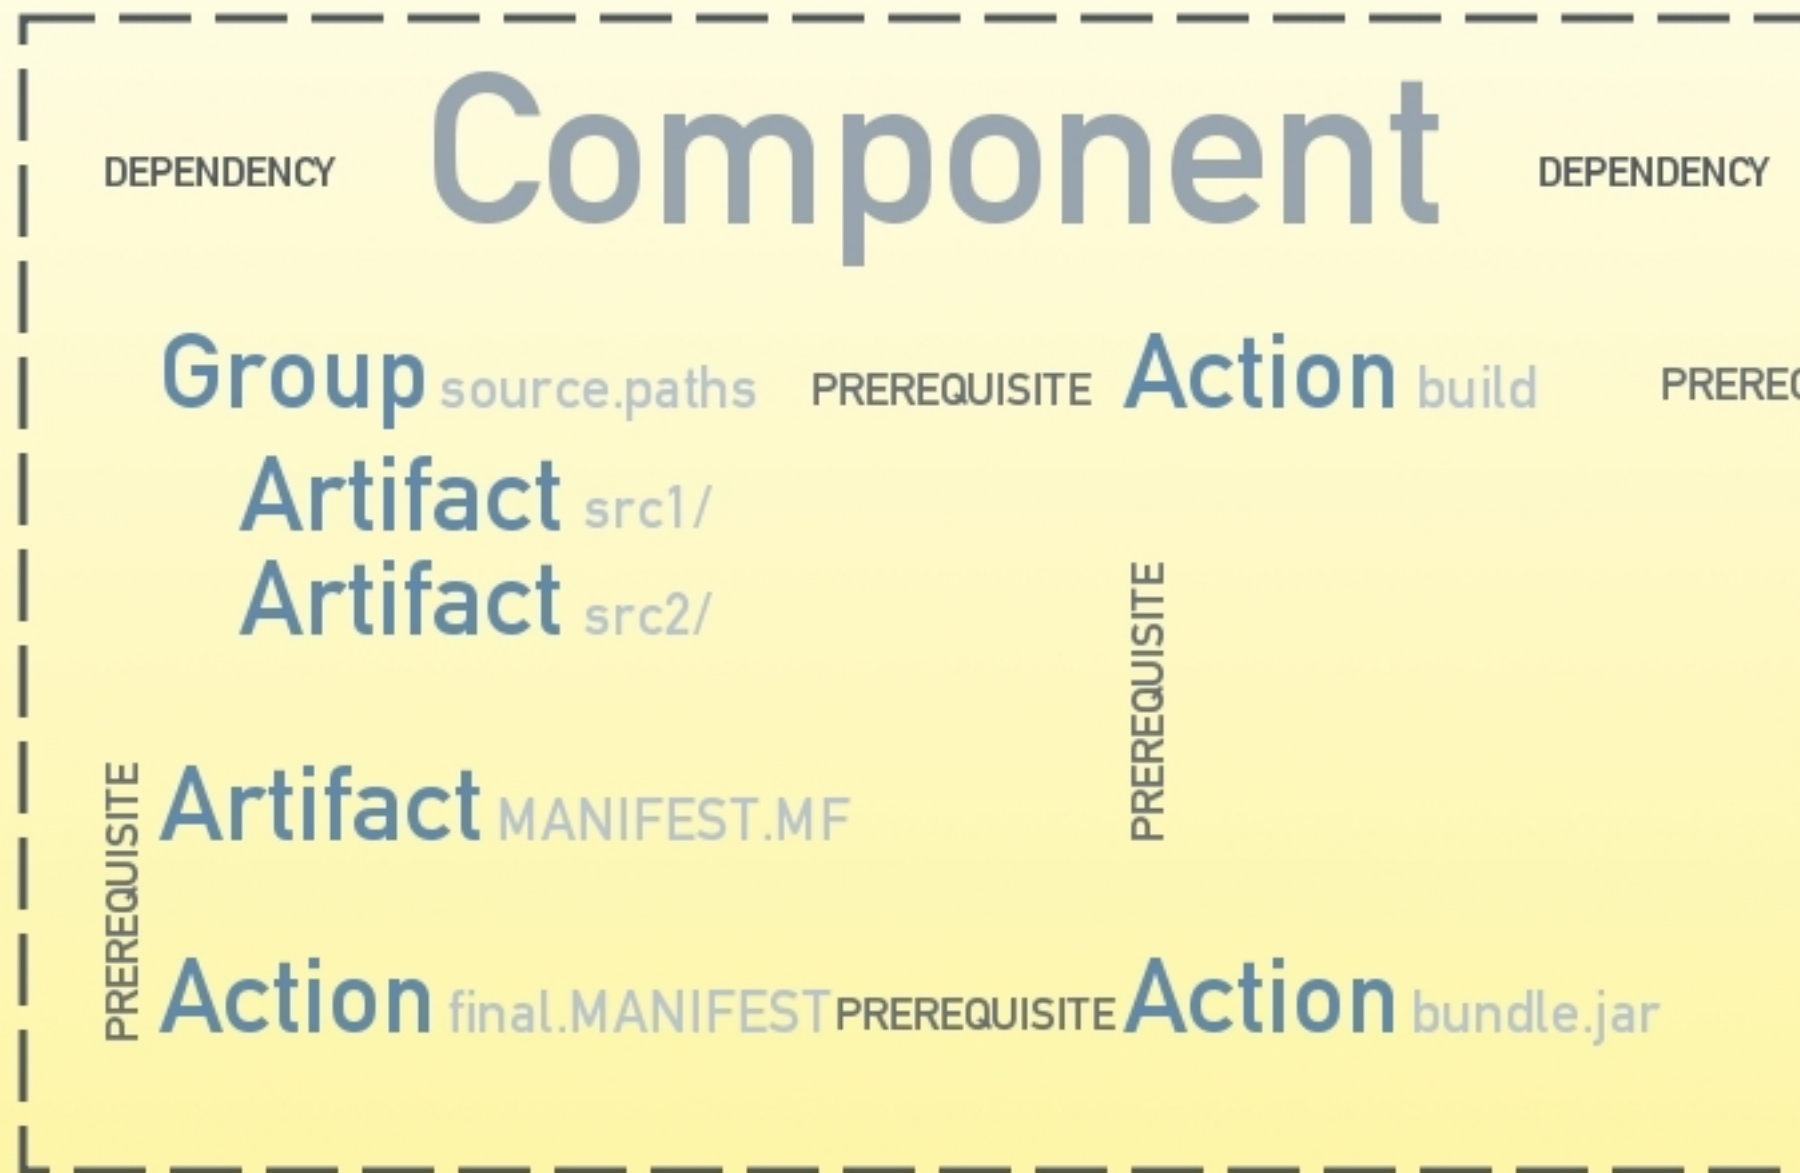 DEPENDENCY Component DEPENDENCY
Group source.paths PREREQUISITE Action build
Artifact src1/
Artifact src2/
PREREQUISITE
Artifact MANIFEST.MF
PREREQUISITE
Action final.MANIFEST PREREQUISITE Action bundle.jar